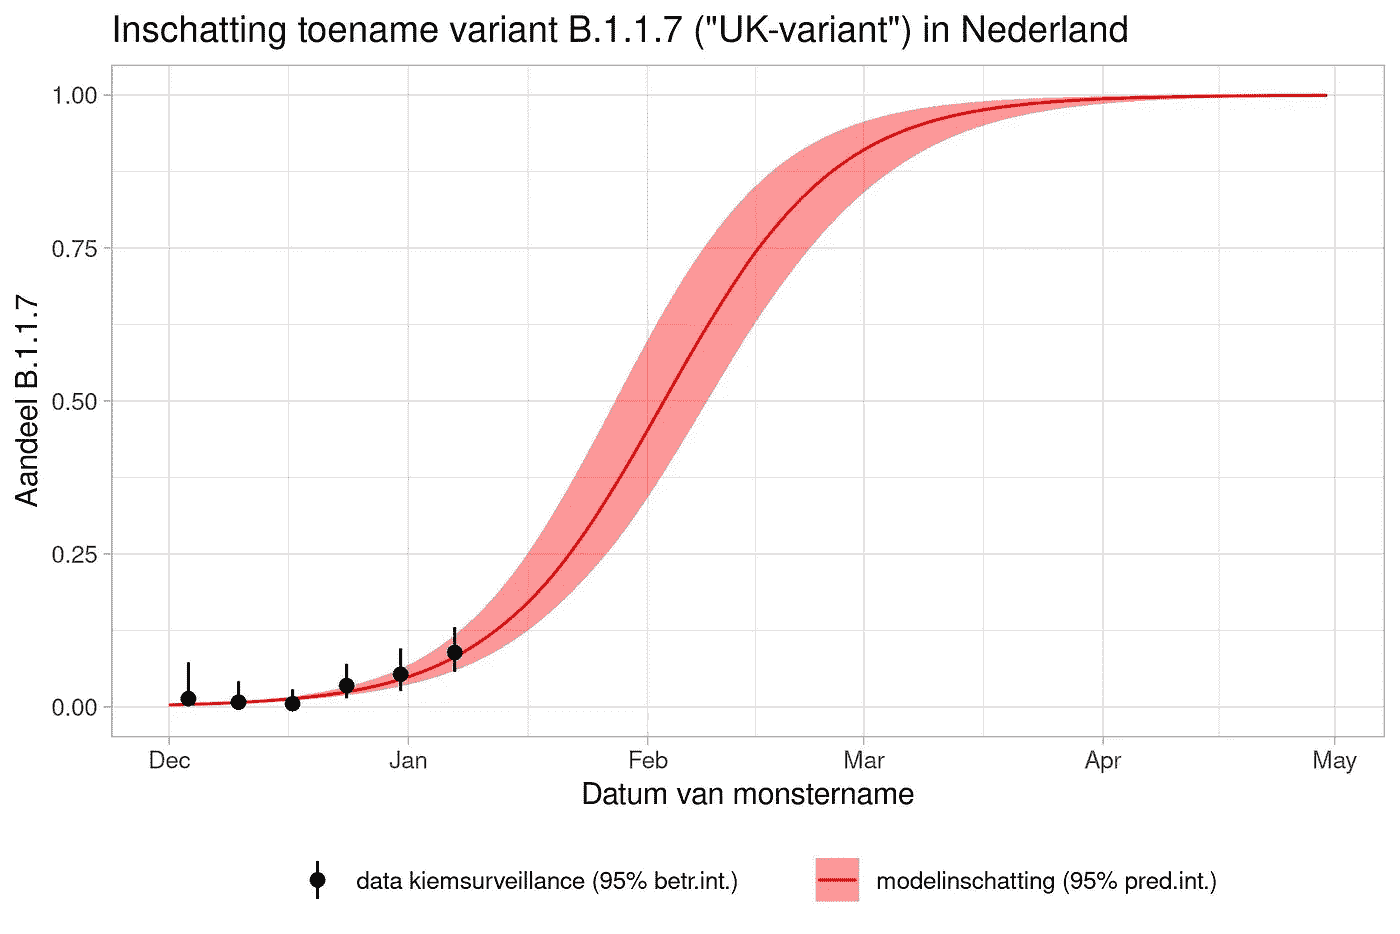 Inschatting toename variant B.1.1.7 ("UK-variant") in Nederland
Aandeel B.1.1.7
1.00
0.75
0.50
0.25
0.00
Dec Jan Feb Mar Apr May
Datum van monstername
data kiemsurveillance (95% betr.int.) modelinschatting (95% pred.int.)